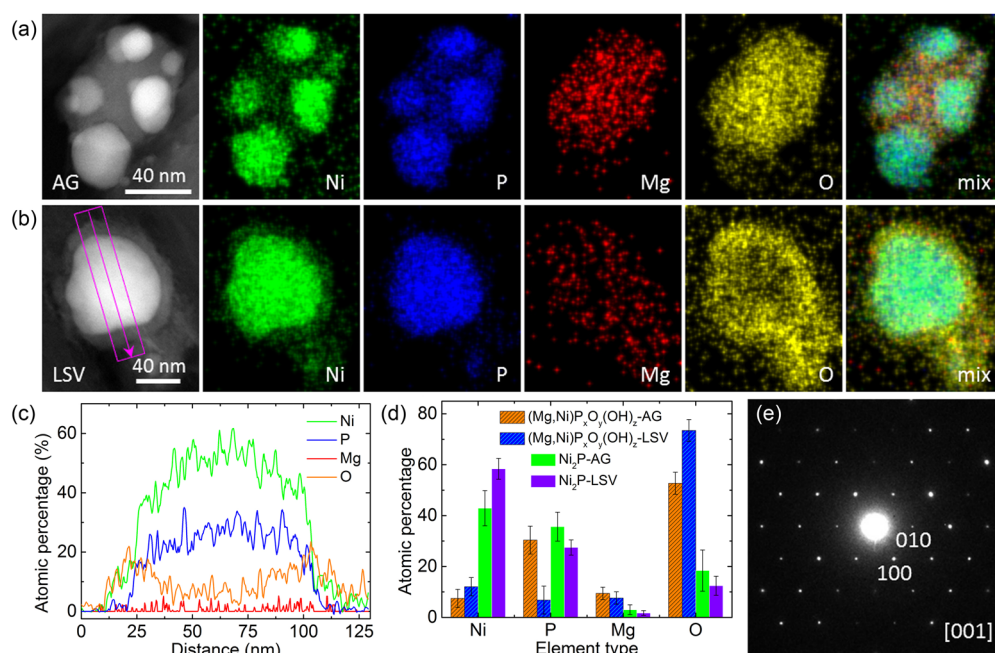 (a)
AG
40 nm
Ni
P
Mg
O
mix
(b)
LSV
40 nm
Ni
P
Mg
O
mix
(c)
Atomic percentage (%)
60
40
20
0
Ni
P
Mg
O
0 25 50 75 100 125
Distance (nm)
(d)
Atomic percentage
80
60
40
20
0
(Mg,Ni)PxOy(OH)z-AG
(Mg,Ni)PxOy(OH)z-LSV
Ni2P-AG
Ni2P-LSV
Ni P Mg O
Element type
(e)
010
100
[001]